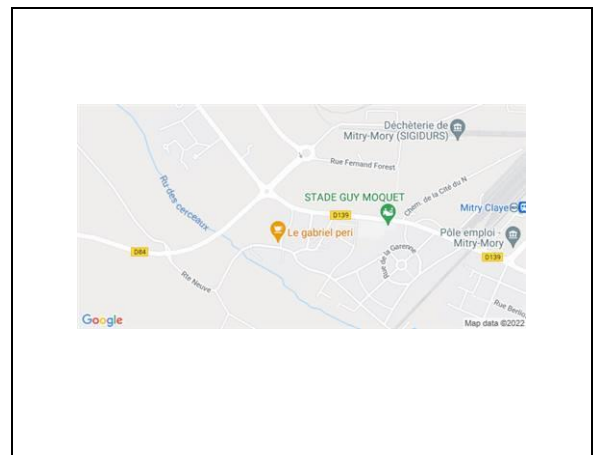 Déchèterie de
Mitry-Mory (SIGIDURS)
Rue Fernand Forest
Ru des cerceaux
STADE GUY MOQUET
Chem. de la Cité du N
Mitry Claye
D139
Le gabriel peri
Pôle emploi -
Mitry-Mory
D84
Rue de la Garenne
D139
Rte Neuve
Rue Berlio
Google
Map data ©2022